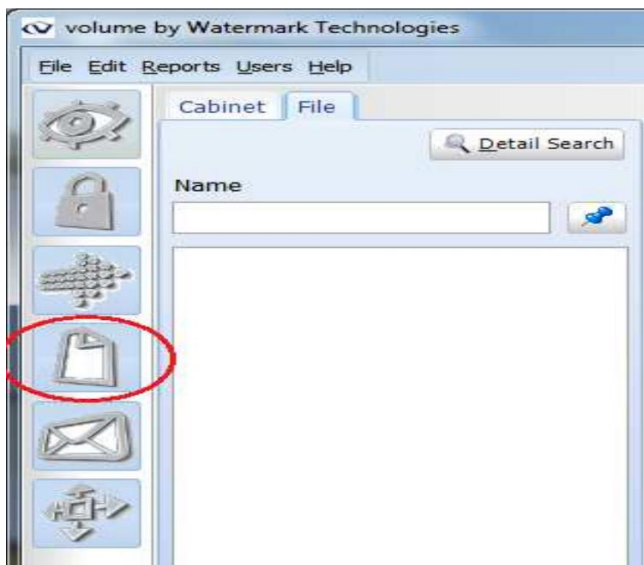 volume by Watermark Technologies
File Edit Reports Users Help
Cabinet File
Detail Search
Name